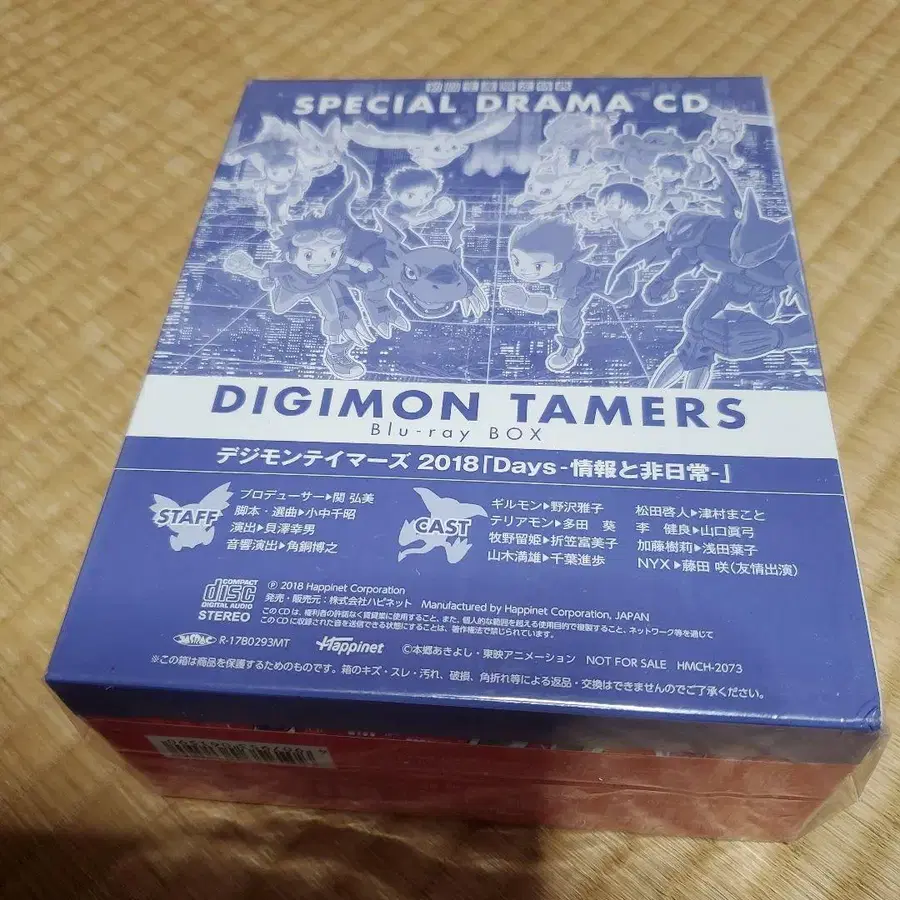 初回生産限定特典
SPECIAL DRAMA CD
DIGIMON TAMERS
Blu-ray BOX
デジモンテイマーズ 2018「Days-情報と非日常-」
STAFF
プロデューサー▶関 弘美
脚本・選曲▶小中千昭
演出▶貝澤幸男
音響演出▶角銅博之
CAST
ギルモン▶野沢雅子
テリアモン▶多田 葵
牧野留姫▶折笠富美子
山木満雄▶千葉進歩
松田啓人▶津村まこと
李 健良▶山口眞弓
加藤樹莉▶浅田葉子
NYX▶藤田 咲(友情出演)
COMPACT
disc
DIGITAL AUDIO
STEREO
Ⓟ 2018 Happinet Corporation
発売・販売元:株式会社ハピネット Manufactured by Happinet Corporation, JAPAN
このCDは、権利者の許諾なく賃貸業に使用すること、また、個人的な範囲を超える使用目的で複製すること、ネットワーク等を通じて
このCDに収録された音を送信できる状態にすることは、著作権法で禁じられています。
JASRAC R-1780293MT Happinet ©本郷あきよし・東映アニメーション NOT FOR SALE HMCH-2073
※この箱は商品を保護するためのものです。箱のキズ・スレ・汚れ、破損、角折れ等による返品・交換はできませんのでご了承ください。